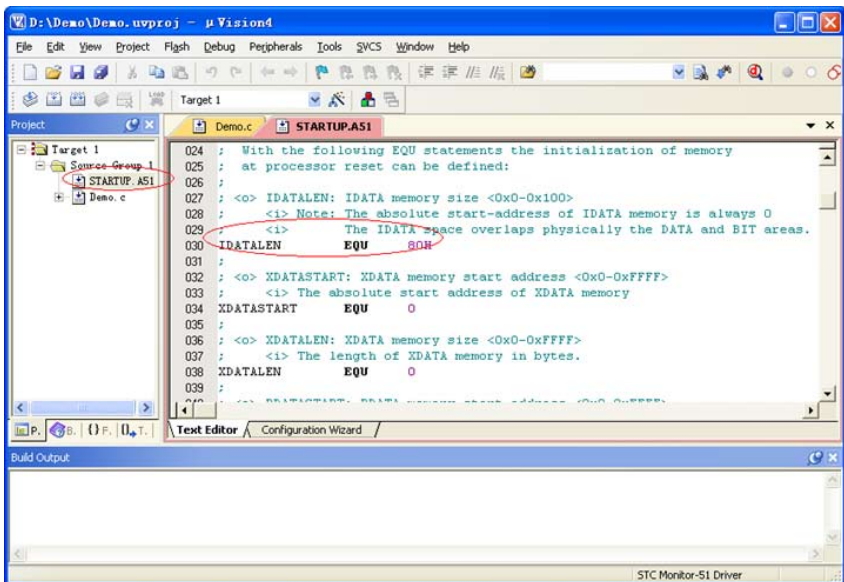 D:\Demo\Demo.uvproj - µVision4
File Edit View Project Flash Debug Peripherals Tools SVCS Window Help
Target 1
Project
Demo.c STARTUP.A51
Target 1
Source Group 1
STARTUP.A51
Demo.c
024 ; With the following EQU statements the initialization of memory
025 ; at processor reset can be defined:
026 ;
027 ; <o> IDATALEN: IDATA memory size <0x0-0x100>
028 ; <i> Note: The absolute start-address of IDATA memory is always 0
029 ; <i> The IDATA space overlaps physically the DATA and BIT areas.
030 IDATALEN EQU 80H
031 ;
032 ; <o> XDATASTART: XDATA memory start address <0x0-0xFFFF>
033 ; <i> The absolute start address of XDATA memory
034 XDATASTART EQU 0
035 ;
036 ; <o> XDATALEN: XDATA memory size <0x0-0xFFFF>
037 ; <i> The length of XDATA memory in bytes.
038 XDATALEN EQU 0
039 ;
P. B. {} F. T.
Text Editor Configuration Wizard
Build Output
STC Monitor-51 Driver